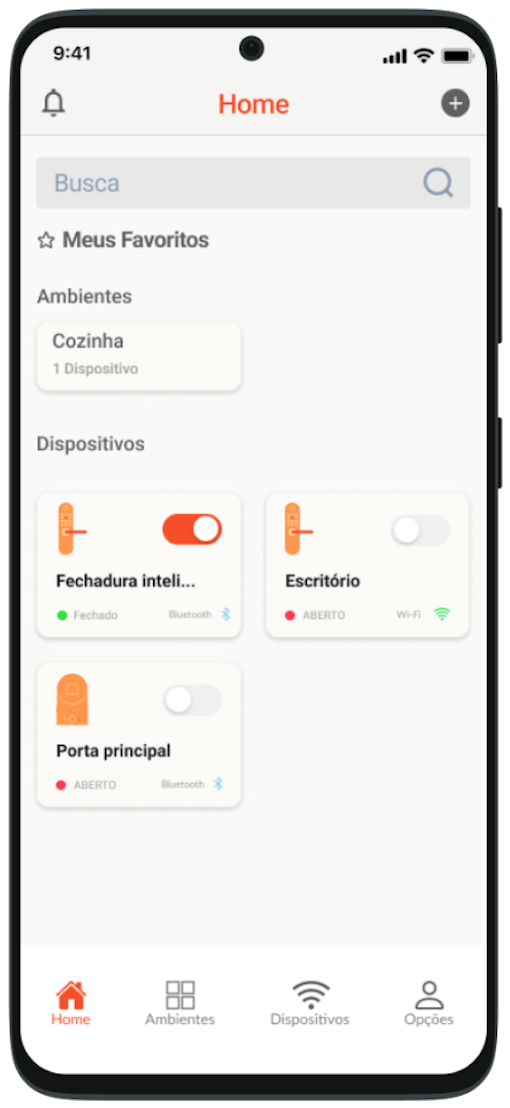 9:41
Home
Busca
Meus Favoritos
Ambientes
Cozinha
1 Dispositivo
Dispositivos
Fechadura inteli...
Fechado Bluetooth
Escritório
ABERTO Wi-Fi
Porta principal
ABERTO Bluetooth
Home Ambientes Dispositivos Opções